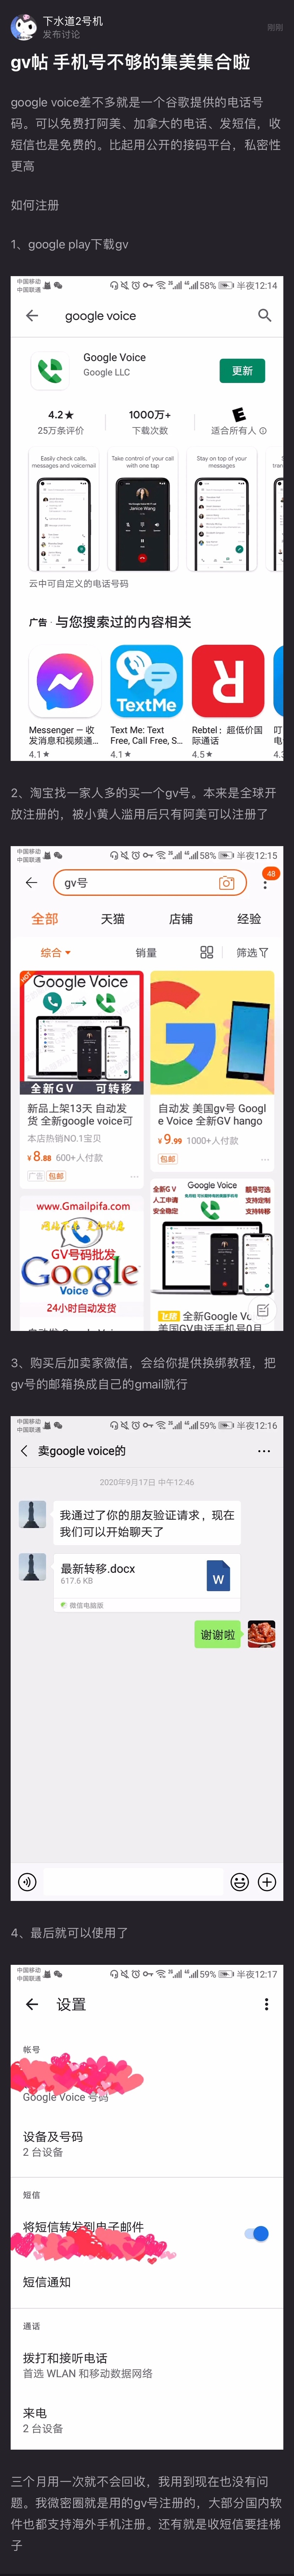 下水道2号机
发布讨论
刚刚
gv帖 手机号不够的集美集合啦
google voice差不多就是一个谷歌提供的电话号
码。可以免费打阿美、加拿大的电话、发短信，收
短信也是免费的。比起用公开的接码平台，私密性
更高
如何注册
1、google play下载gv
中国移动
中国联通
58% 半夜12:14
google voice
Google Voice
Google LLC
更新
4.2★
25万条评价
1000万+
下载次数
适合所有人
Easily check calls,
messages and voicemail
Take control of your call
with one tap
Stay on top of your
messages
云中可自定义的电话号码
广告 · 与您搜索过的内容相关
TextMe
Messenger – 收
发消息和视频通...
4.1★
Text Me: Text
Free, Call Free, S...
4.1★
Rebtel：超低价国
际通话
4.5★
2、淘宝找一家人多的买一个gv号。本来是全球开
放注册的，被小黄人滥用后只有阿美可以注册了
中国移动
中国联通
58% 半夜12:15
gv号
48
全部 天猫 店铺 经验
综合 销量 筛选
Google Voice
全新GV 可转移
新品上架13天 自动发
货 全新google voice可
本店热销NO.1宝贝
¥8.88 600+人付款
广告 包邮
自动发 美国gv号 Googl
e Voice 全新GV hango
¥9.99 1000+人付款
包邮
www.Gmailpifa.com
GV号码批发
Google
24小时自动发货
全新GV
人工申请
安全稳定
Google Voice
靓号可选
支持定制
支持转移
全新Google Vo
美国GV电话手机号0月
3、购买后加卖家微信，会给你提供换绑教程，把
gv号的邮箱换成自己的gmail就行
中国移动
中国联通
59% 半夜12:16
卖google voice的
2020年9月17日 中午12:46
我通过了你的朋友验证请求，现在
我们可以开始聊天了
最新转移.docx
617.6 KB
W
微信电脑版
谢谢啦
4、最后就可以使用了
中国移动
中国联通
59% 半夜12:17
设置
帐号
Google Voice 号码
设备及号码
2 台设备
短信
将短信转发到电子邮件
短信通知
通话
拨打和接听电话
首选 WLAN 和移动数据网络
来电
2 台设备
三个月用一次就不会回收，我用到现在也没有问
题。我微密圈就是用的gv号注册的，大部分国内软
件也都支持海外手机注册。还有就是收短信要挂梯
子